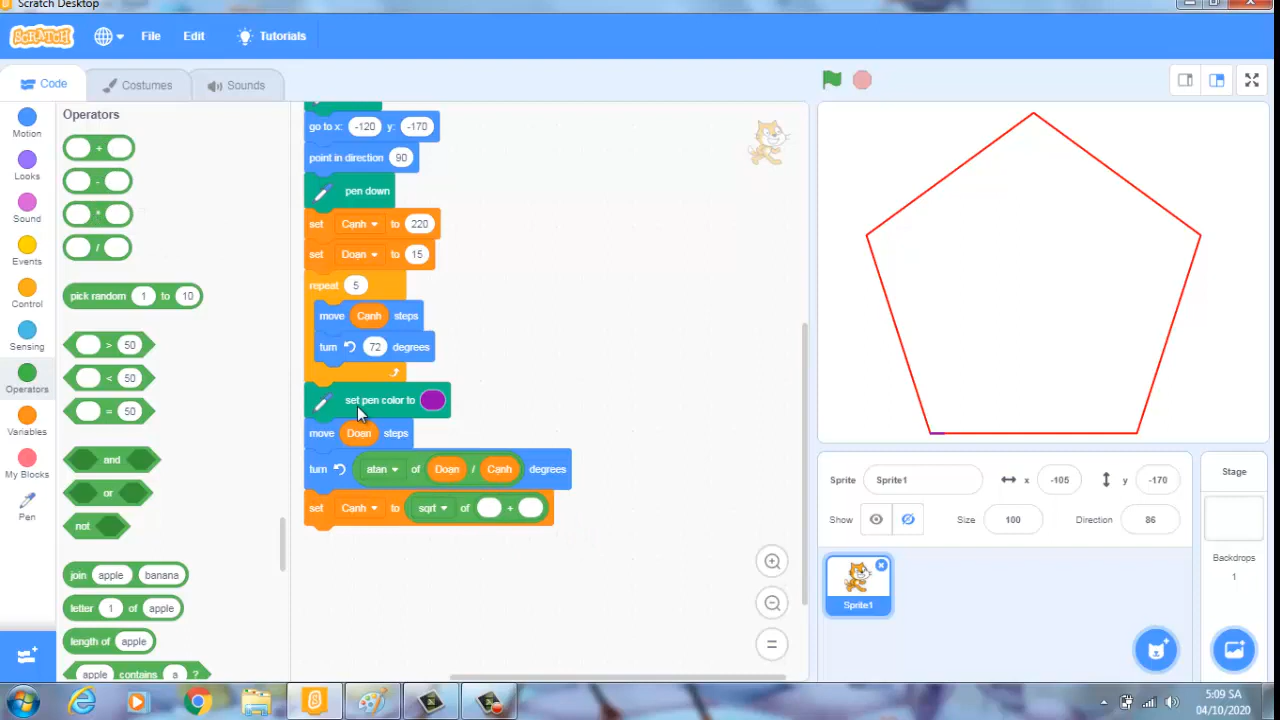 Scratch Desktop
SCRATCH File Edit Tutorials
Code Costumes Sounds
Motion
Looks
Sound
Events
Control
Sensing
Operators
Variables
My Blocks
Pen
Operators
+
-
*
/
pick random 1 to 10
> 50
< 50
= 50
and
or
not
join apple banana
letter 1 of apple
length of apple
apple contains a ?
go to x: -120 y: -170
point in direction 90
pen down
set Canh to 220
set Doan to 15
repeat 5
move Canh steps
turn 72 degrees
set pen color to
move Doan steps
turn atan of Doan / Canh degrees
set Canh to sqrt of +
Sprite Sprite1 x -105 y -170
Show Size 100 Direction 86
Sprite1
Stage
Backdrops
1
5:09 SA
04/10/2020